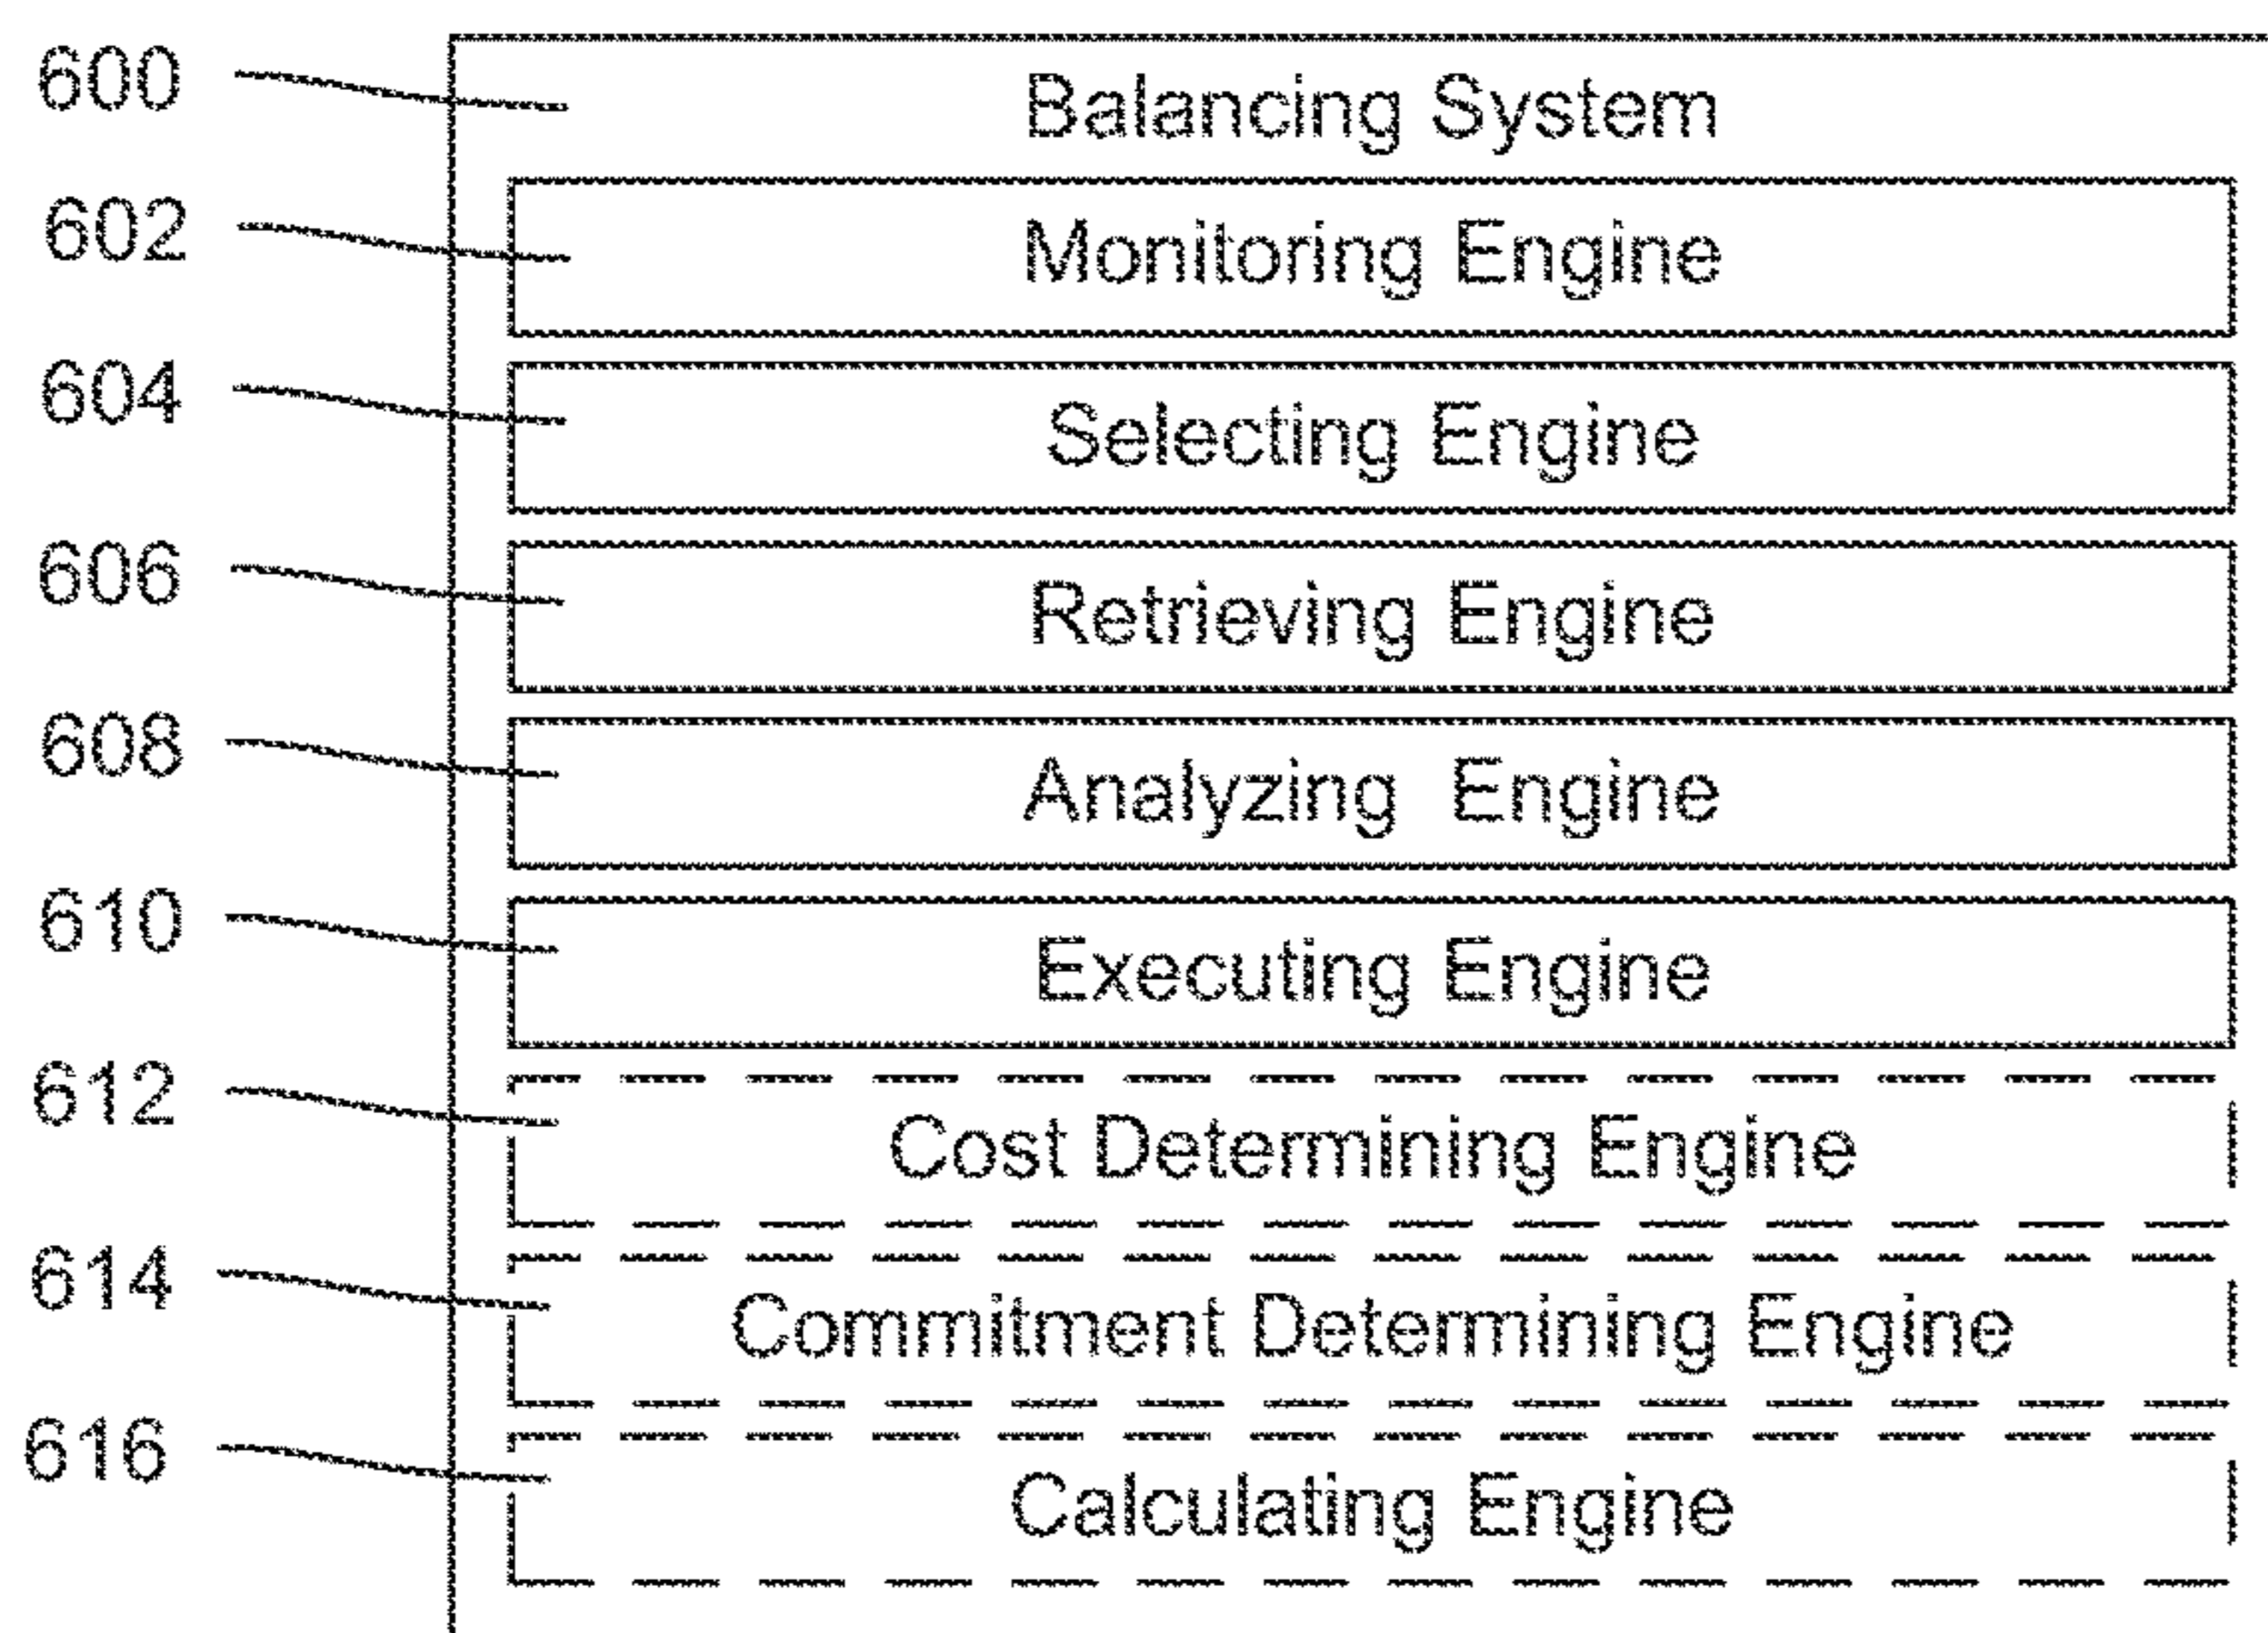 600 Balancing System
602 Monitoring Engine
604 Selecting Engine
606 Retrieving Engine
608 Analyzing Engine
610 Executing Engine
612 Cost Determining Engine
614 Commitment Determining Engine
616 Calculating Engine